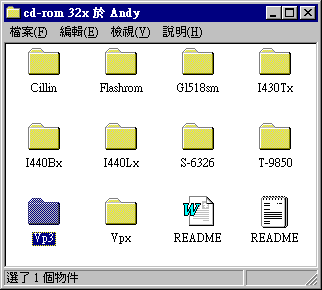 cd-rom 32x 於 Andy
檔案(F) 編輯(E) 檢視(V) 說明(H)
Cillin Flashrom Gl518sm I430Tx
I440Bx I440Lx S-6326 T-9850
Vp3 Vpx README README
選了 1 個物件